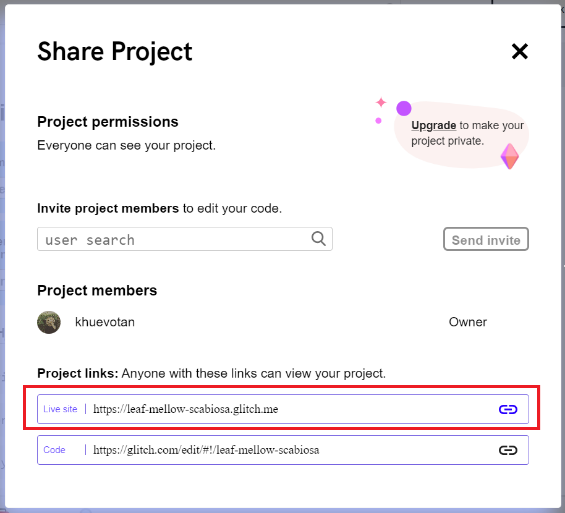 Share Project
Project permissions
Everyone can see your project.
Upgrade to make your
project private.
Invite project members to edit your code.
user search
Send invite
Project members
khuevotan
Owner
Project links: Anyone with these links can view your project.
Live site | https://leaf-mellow-scabiosa.glitch.me
Code | https://glitch.com/edit/#!/leaf-mellow-scabiosa